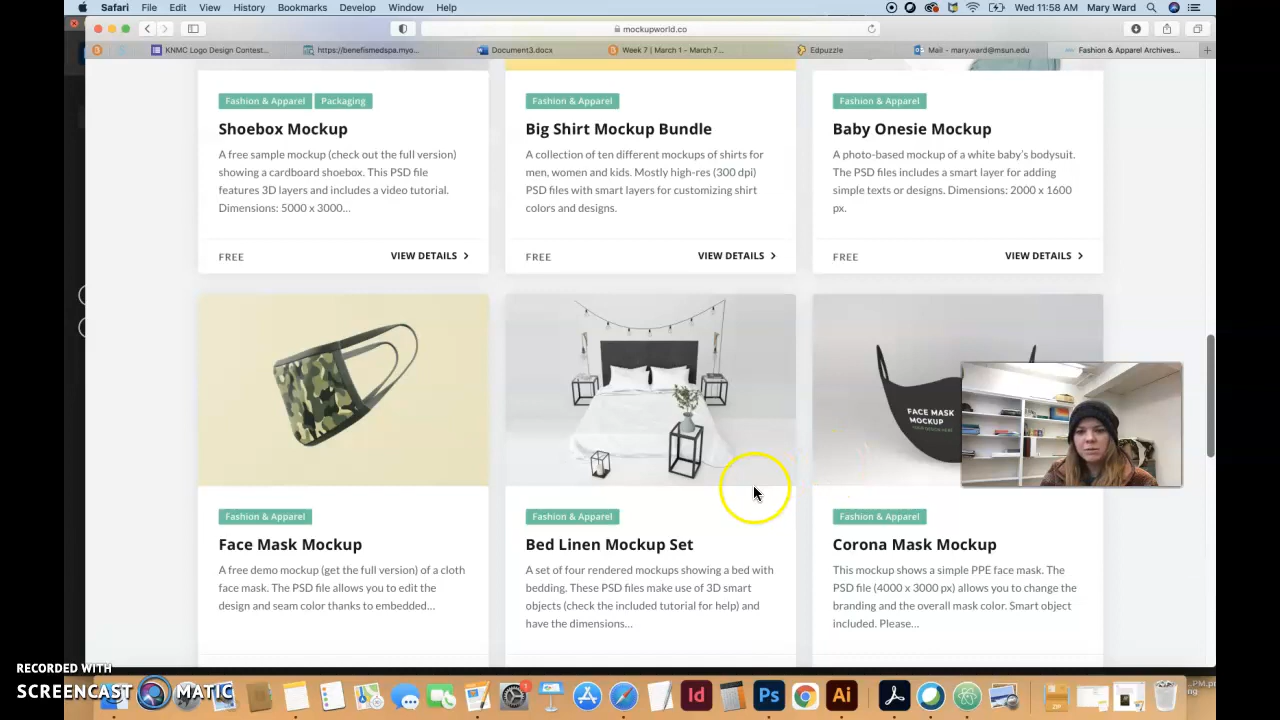 Safari File Edit View History Bookmarks Develop Window Help Wed 11:58 AM Mary Ward
mockupworld.co
KNMC Logo Design Contest... https://benefismedspa.myo... Document3.docx Week 7 | March 1 – March 7... Edpuzzle Mail - mary.ward@msun.edu Fashion & Apparel Archives...
Fashion & Apparel Packaging
Shoebox Mockup
A free sample mockup (check out the full version)
showing a cardboard shoebox. This PSD file
features 3D layers and includes a video tutorial.
Dimensions: 5000 x 3000...
FREE VIEW DETAILS >
Fashion & Apparel
Big Shirt Mockup Bundle
A collection of ten different mockups of shirts for
men, women and kids. Mostly high-res (300 dpi)
PSD files with smart layers for customizing shirt
colors and designs.
FREE VIEW DETAILS >
Fashion & Apparel
Baby Onesie Mockup
A photo-based mockup of a white baby's bodysuit.
The PSD files includes a smart layer for adding
simple texts or designs. Dimensions: 2000 x 1600
px.
FREE VIEW DETAILS >
Fashion & Apparel
Face Mask Mockup
A free demo mockup (get the full version) of a cloth
face mask. The PSD file allows you to edit the
design and seam color thanks to embedded...
Fashion & Apparel
Bed Linen Mockup Set
A set of four rendered mockups showing a bed with
bedding. These PSD files make use of 3D smart
objects (check the included tutorial for help) and
have the dimensions...
FACE MASK
MOCKUP
YOUR DESIGN HERE
Fashion & Apparel
Corona Mask Mockup
This mockup shows a simple PPE face mask. The
PSD file (4000 x 3000 px) allows you to change the
branding and the overall mask color. Smart object
included. Please...
RECORDED WITH
SCREENCAST MATIC
Id Ps Ai
1
ZIP